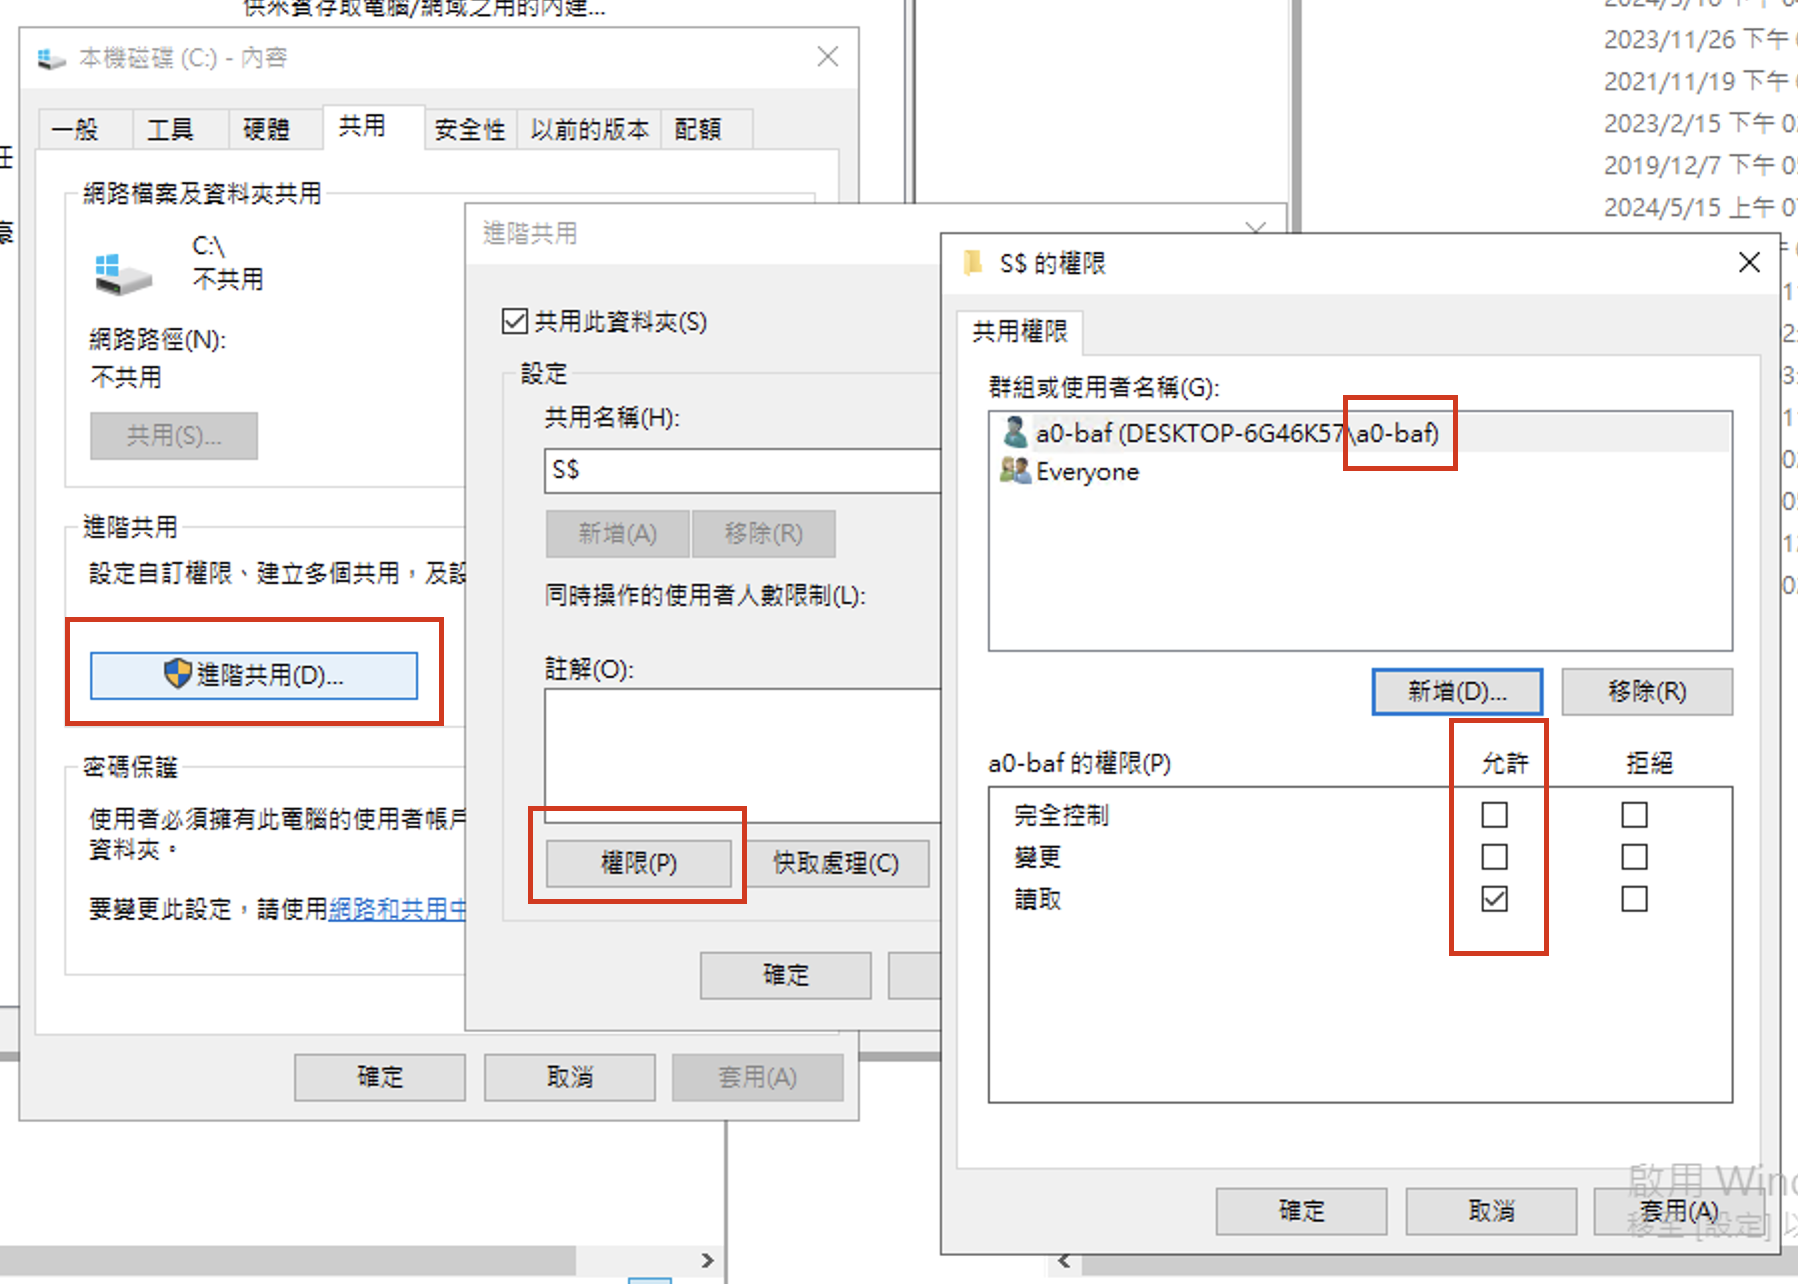 供來賓存取電腦/網域之用的內建...
本機磁碟 (C:) - 內容
一般
工具
硬體
共用
安全性
以前的版本
配額
網路檔案及資料夾共用
C:\
不共用
網路路徑(N):
不共用
共用(S)...
進階共用
設定自訂權限、建立多個共用，及設
進階共用(D)...
密碼保護
使用者必須擁有此電腦的使用者帳戶
資料夾。
要變更此設定，請使用網路和共用中
確定
取消
套用(A)
進階共用
共用此資料夾(S)
設定
共用名稱(H):
S$
新增(A)
移除(R)
同時操作的使用者人數限制(L):
註解(O):
權限(P)
快取處理(C)
確定
S$ 的權限
共用權限
群組或使用者名稱(G):
a0-baf (DESKTOP-6G46K57\a0-baf)
Everyone
新增(D)...
移除(R)
a0-baf 的權限(P)
允許
拒絕
完全控制
變更
讀取
確定
取消
套用(A)
2023/11/26 下午
2021/11/19 下午
2023/2/15 下午
2019/12/7 下午
2024/5/15 上午
啟用 Wind
移至 [設定] 以